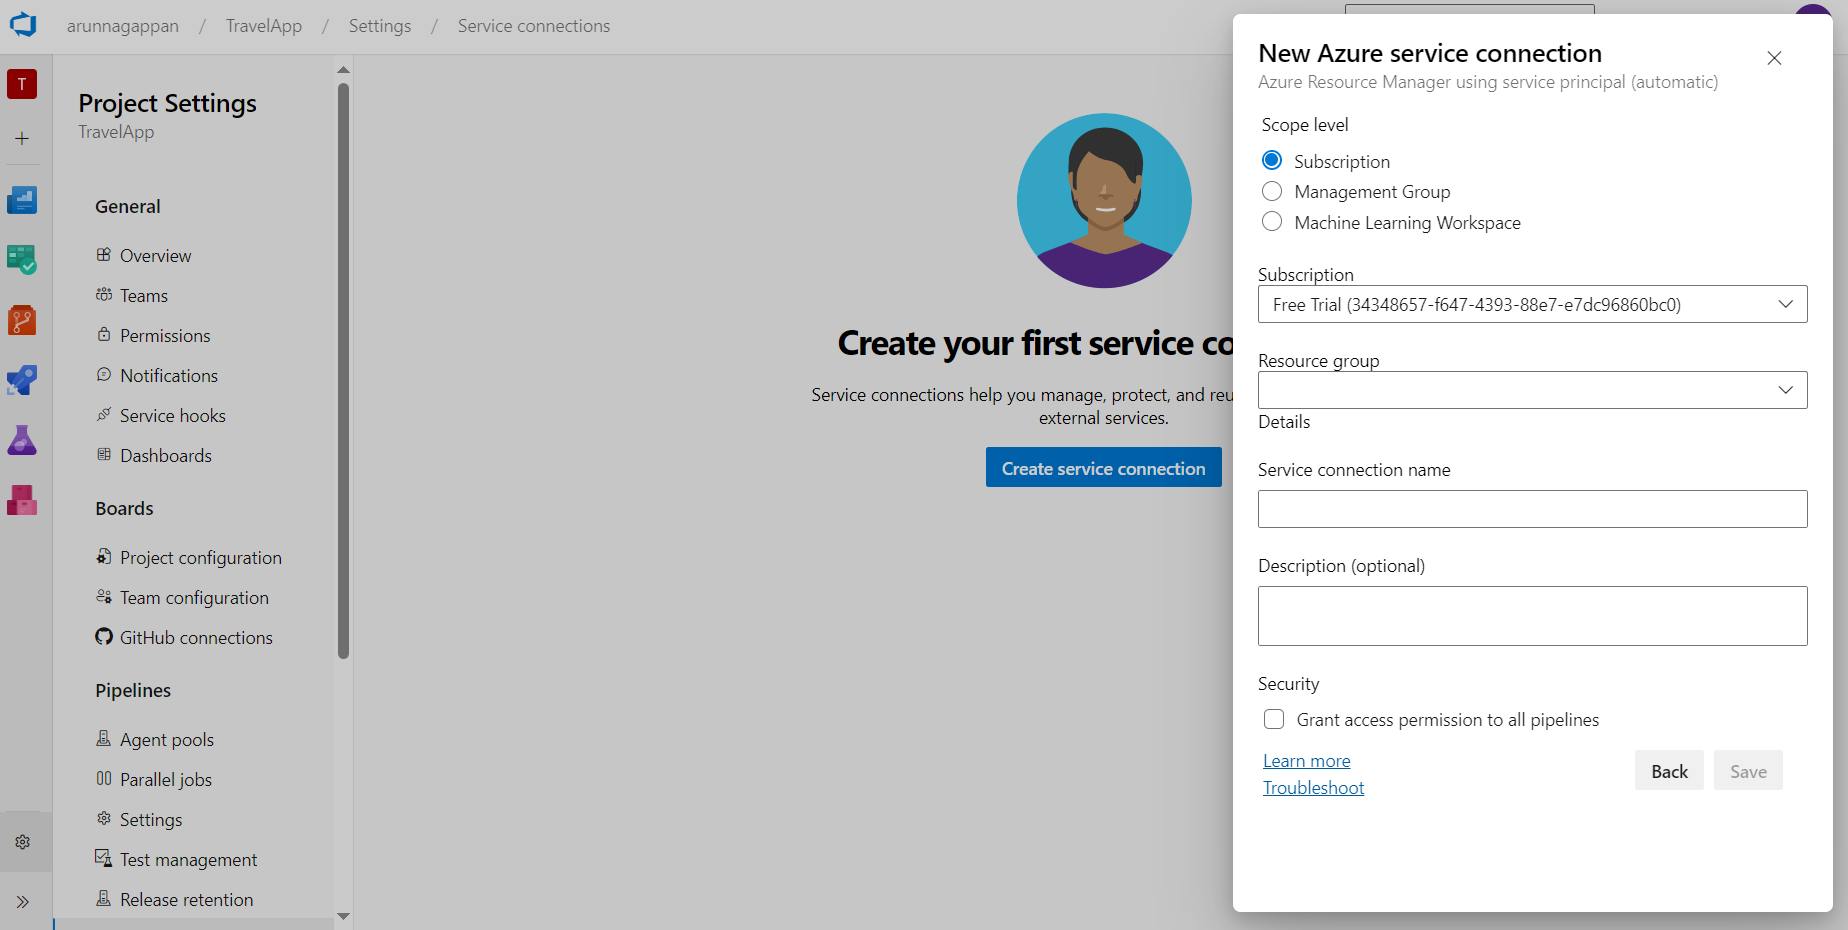 arunnagappan / TravelApp / Settings / Service connections
T
Project Settings
TravelApp
General
Overview
Teams
Permissions
Notifications
Service hooks
Dashboards
Boards
Project configuration
Team configuration
GitHub connections
Pipelines
Agent pools
Parallel jobs
Settings
Test management
Release retention
Create your first service co
Service connections help you manage, protect, and reu
external services.
Create service connection
New Azure service connection
Azure Resource Manager using service principal (automatic)
Scope level
Subscription
Management Group
Machine Learning Workspace
Subscription
Free Trial (34348657-f647-4393-88e7-e7dc96860bc0)
Resource group
Details
Service connection name
Description (optional)
Security
Grant access permission to all pipelines
Learn more
Troubleshoot
Back
Save